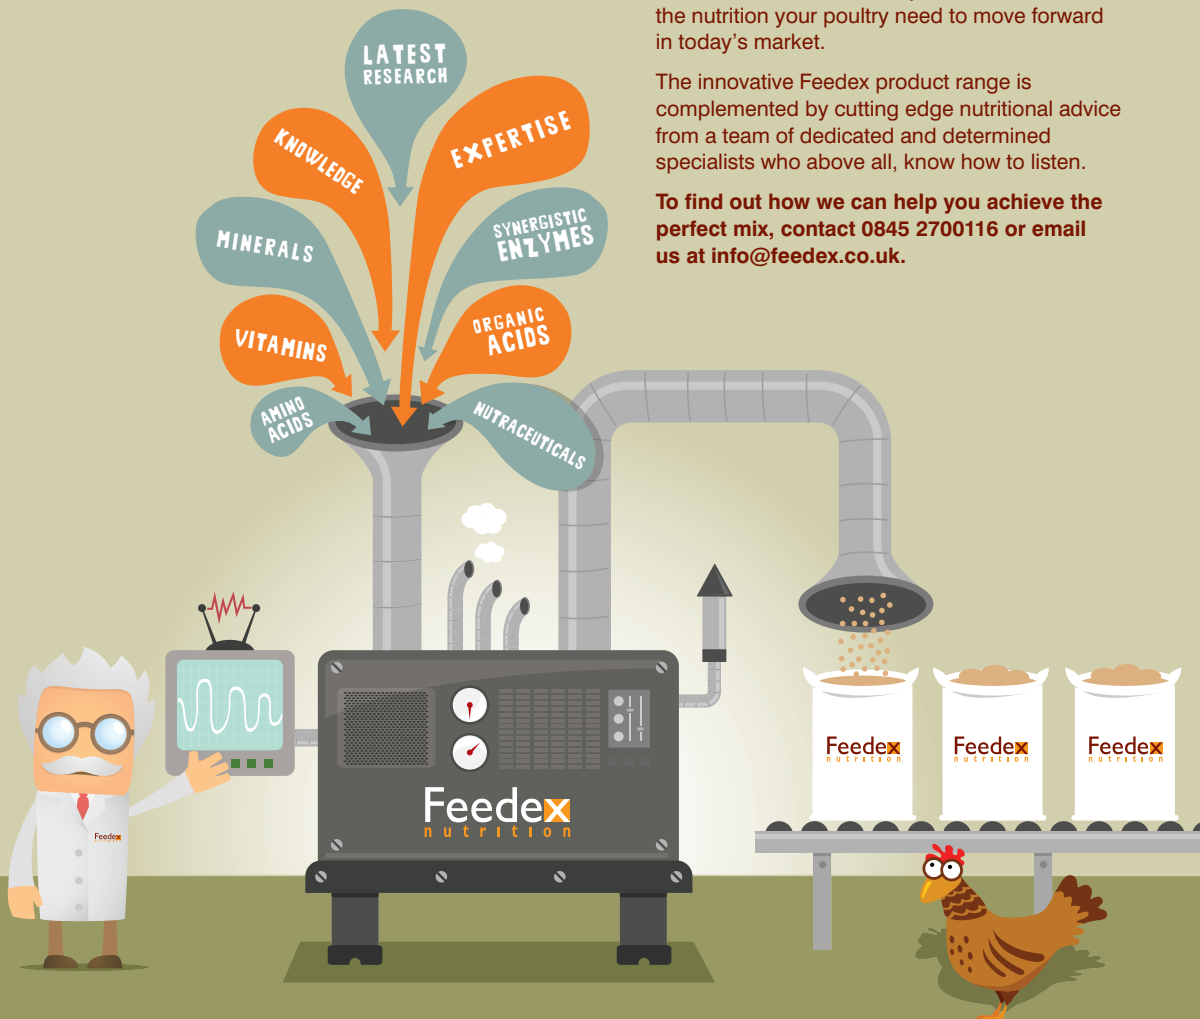 the nutrition your poultry need to move forward
in today's market.
The innovative Feedex product range is
complemented by cutting edge nutritional advice
from a team of dedicated and determined
specialists who above all, know how to listen.
To find out how we can help you achieve the
perfect mix, contact 0845 2700116 or email
us at info@feedex.co.uk.
LATEST
RESEARCH
KNOWLEDGE
EXPERTISE
MINERALS
SYNERGISTIC
ENZYMES
VITAMINS
ORGANIC
ACIDS
AMINO
ACIDS
NUTRACEUTICALS
Feedex
nutrition
Feedex
nutrition
Feedex
nutrition
Feedex
nutrition
Feedex